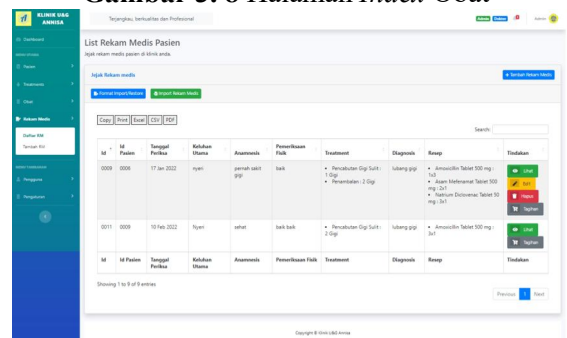 Gambar 3. 8 Halaman Index Obat
KLINIK U&G
ANNISA
Terjangkau, berkualitas dan Profesional
Admin
Dokter
Admin
Dashboard
Pasien
Treatments
Obat
Rekam Medis
Daftar RM
Tambah RM
Pengguna
Pengaturan
List Rekam Medis Pasien
Jejak rekam medis pasien di klinik anda.
Jejak Rekam medis
+ Tambah Rekam Medis
Format Import/Restore
Import Rekam Medis
Copy Print Excel CSV PDF
Search:
Id Id Pasien Tanggal Periksa Keluhan Utama Anamnesis Pemeriksaan Fisik Treatment Diagnosis Resep Tindakan
0009 0006 17 Jan 2022 nyeri pernah sakit gigi baik
Pencabutan Gigi Sulit : 1 Gigi
Penambalan : 2 Gigi
lubang gigi
Amoxicillin Tablet 500 mg : 1x3
Asam Mefenamat Tablet 500 mg : 2x1
Natrium Diclovenac Tablet 50 mg : 3x1
Lihat
Edit
Hapus
Tagihan
0011 0009 10 Feb 2022 Nyeri sehat baik baik
Pencabutan Gigi Sulit : 2 Gigi
lubang gigi
Amoxicillin Tablet 500 mg : 3x1
Lihat
Tagihan
Id Id Pasien Tanggal Periksa Keluhan Utama Anamnesis Pemeriksaan Fisik Treatment Diagnosis Resep Tindakan
Showing 1 to 9 of 9 entries
Previous 1 Next
Copyright © Klinik U&G Annisa